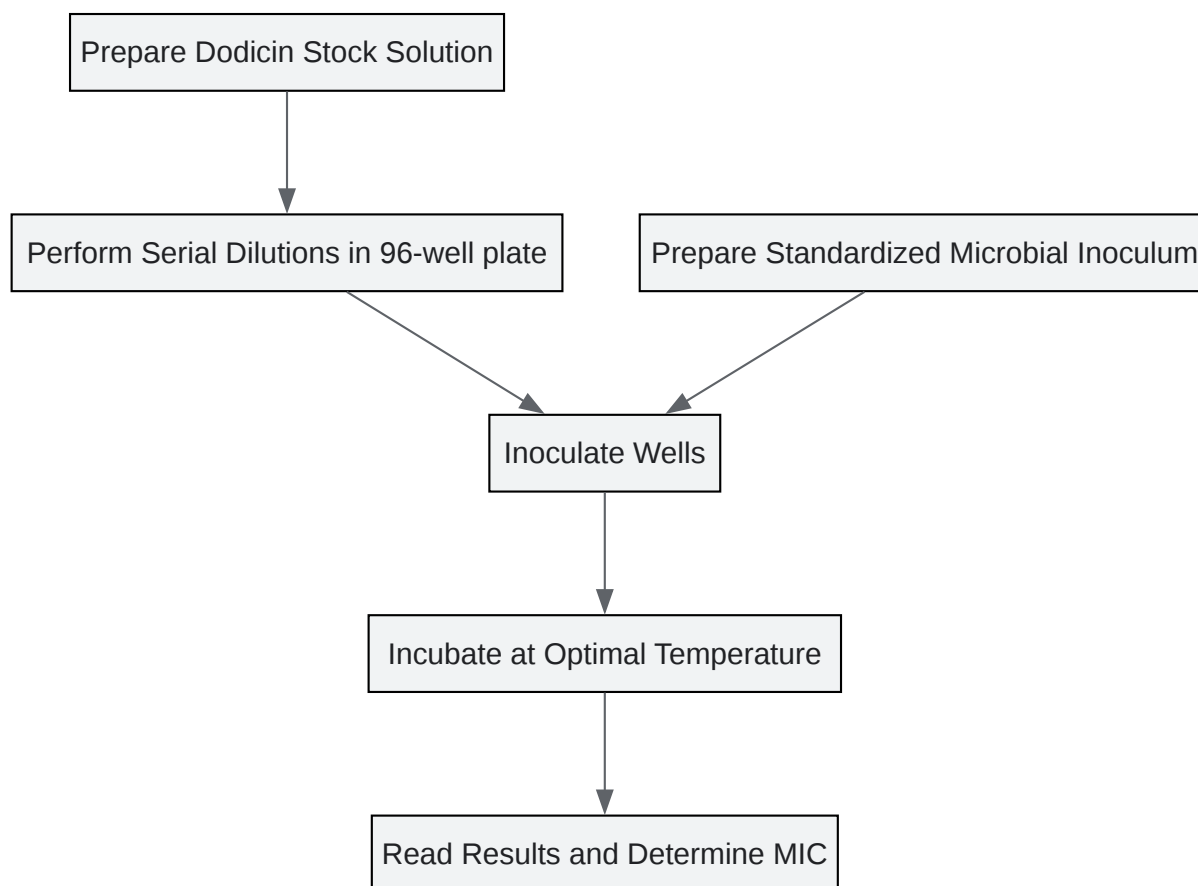 Prepare Dodicin Stock Solution
Perform Serial Dilutions in 96-well plate
Prepare Standardized Microbial Inoculum
Inoculate Wells
Incubate at Optimal Temperature
Read Results and Determine MIC